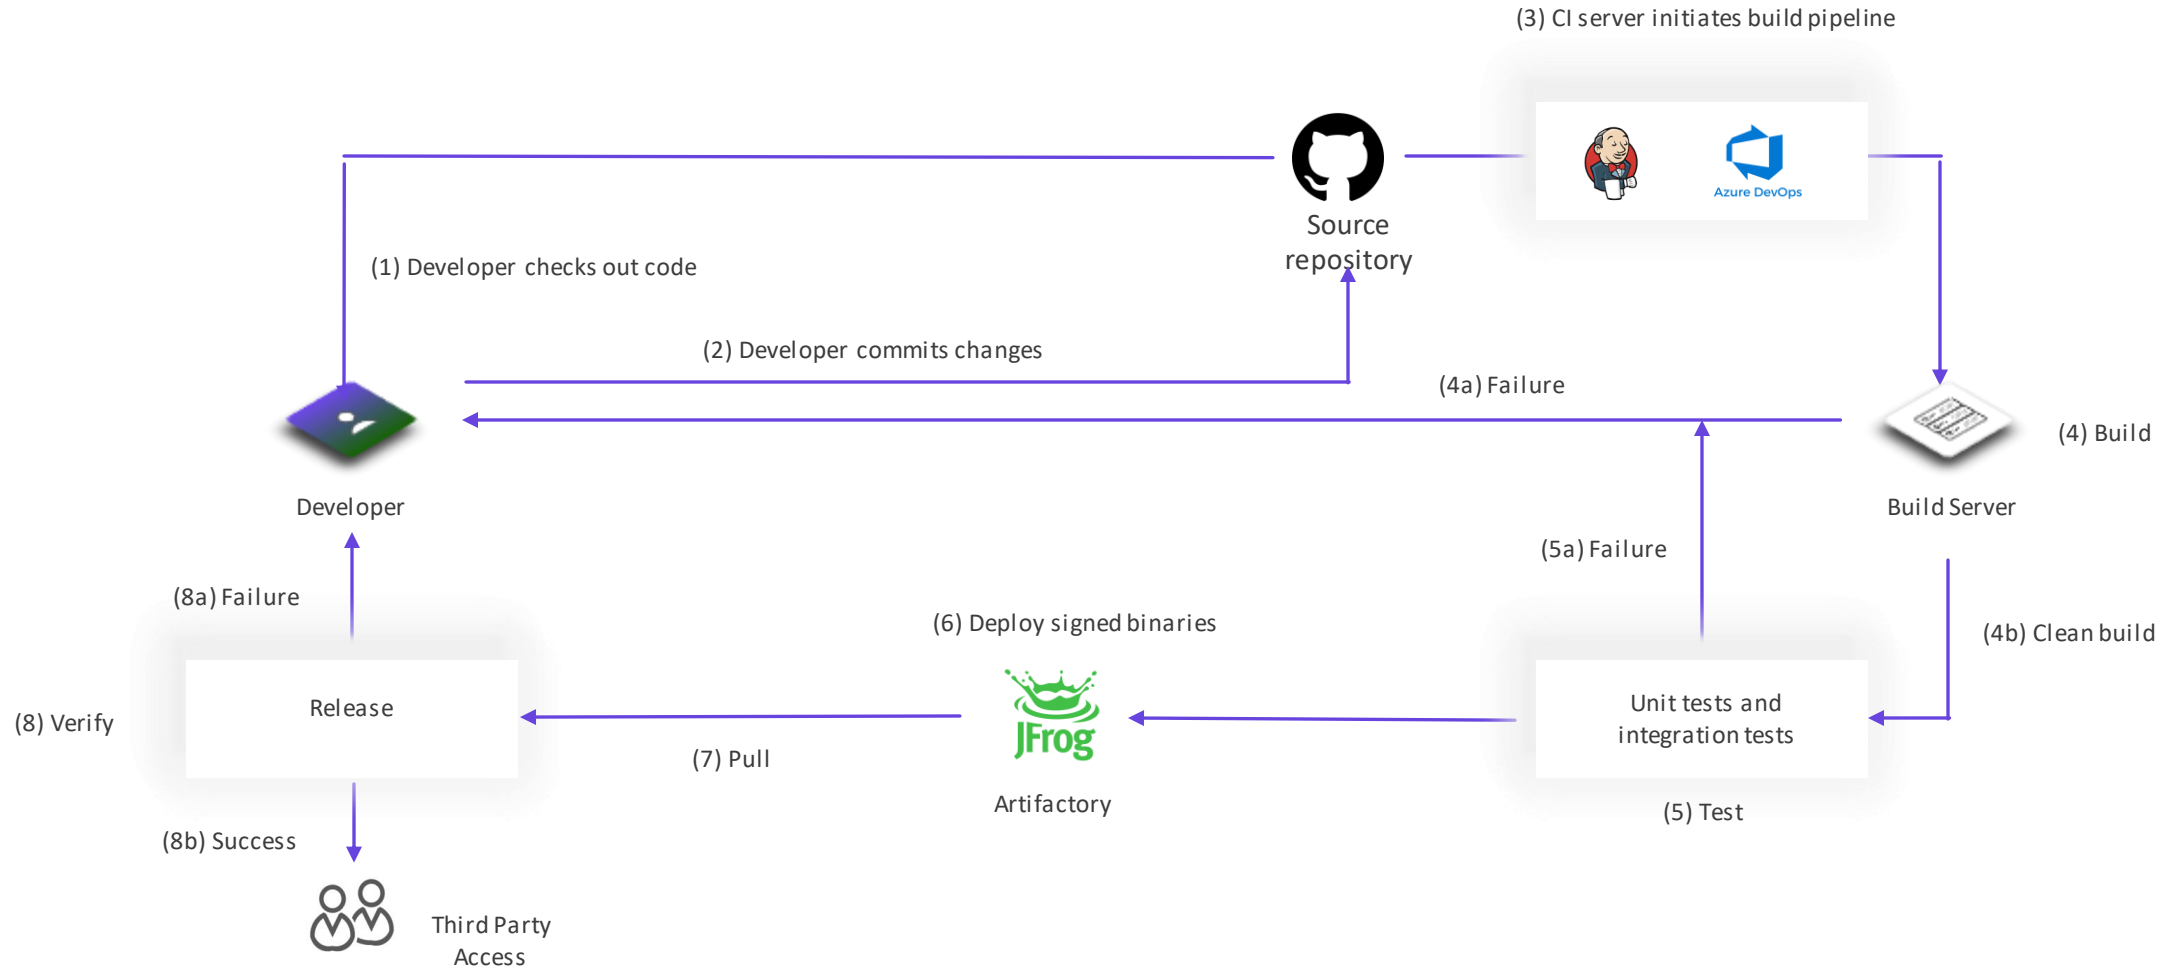 (3) CI server initiates build pipeline
Azure DevOps
Source
repository
(1) Developer checks out code
(2) Developer commits changes
(4a) Failure
(4) Build
Developer
Build Server
(5a) Failure
(8a) Failure
(6) Deploy signed binaries
(4b) Clean build
Release
Unit tests and
integration tests
(8) Verify
JFrog
(7) Pull
Artifactory
(5) Test
(8b) Success
Third Party
Access